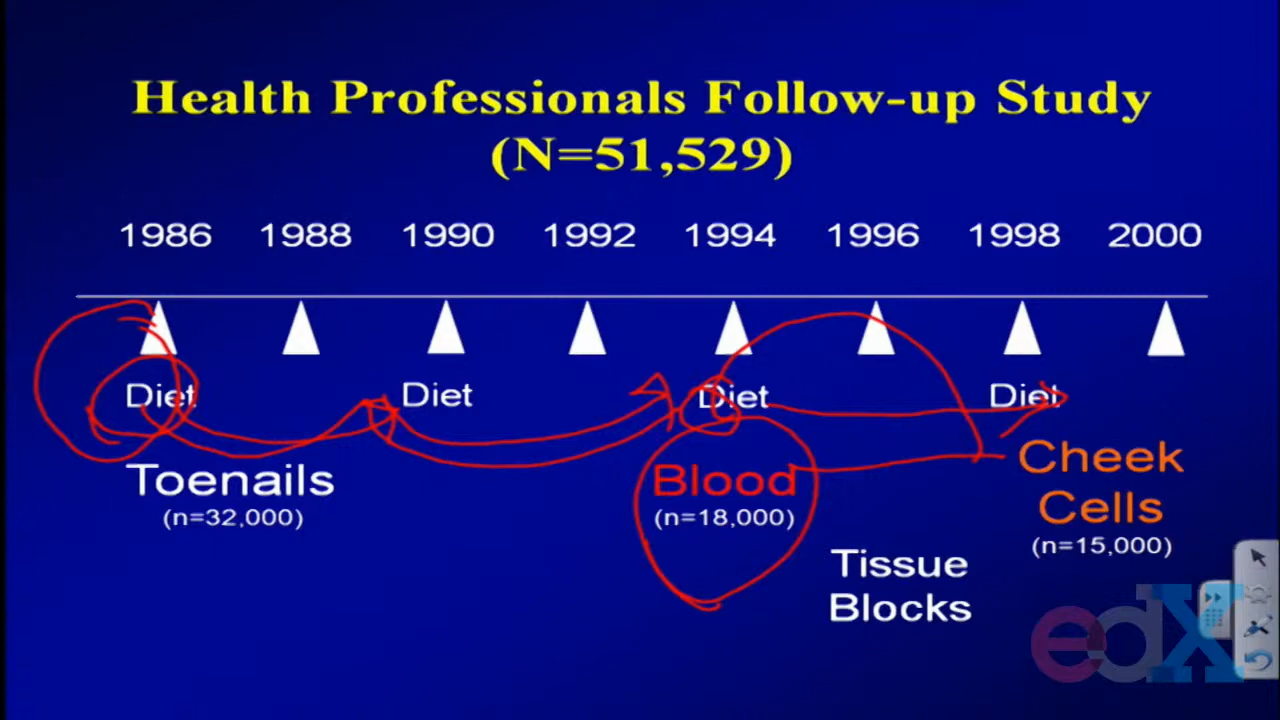 Health Professionals Follow-up Study
(N=51,529)
1986 1988 1990 1992 1994 1996 1998 2000
Diet Diet Diet Diet
Toenails
(n=32,000)
Blood
(n=18,000)
Cheek
Cells
(n=15,000)
Tissue
Blocks
edX